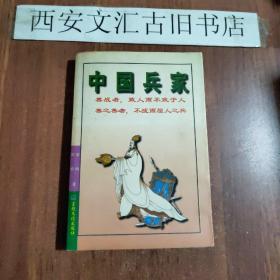 西安文汇古旧书店
中国兵家
善战者，致人而不致于人
善之善者，不战而屈人之兵